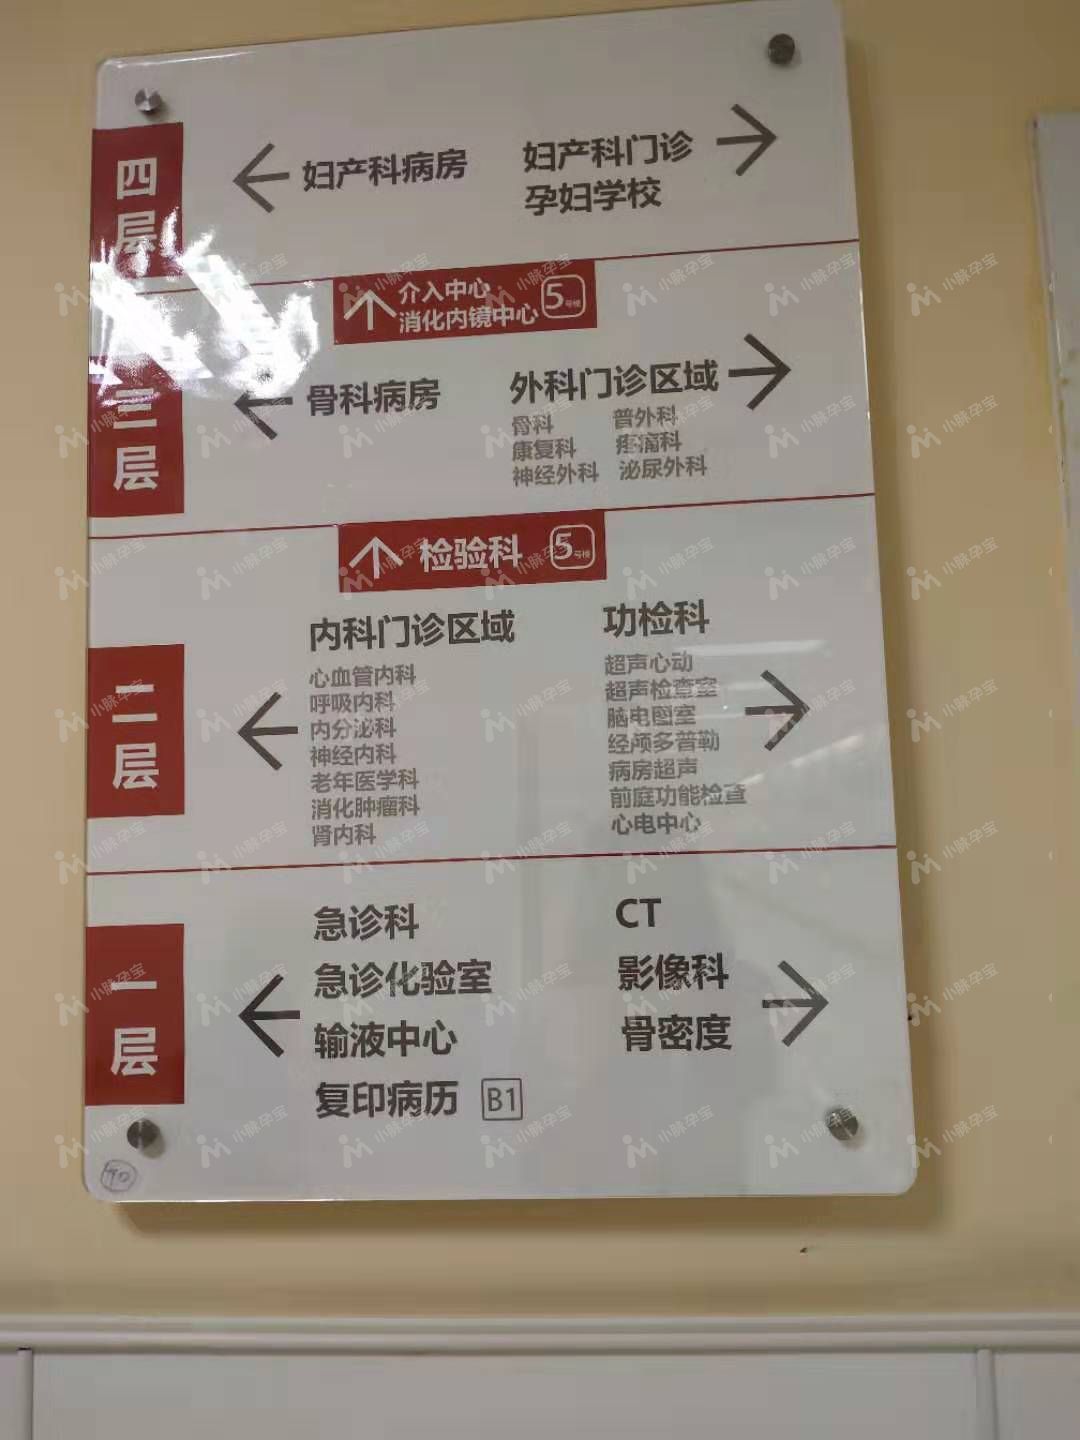 四层
妇产科病房
妇产科门诊
孕妇学校
介入中心
消化内镜中心
5号楼
三层
骨科病房
外科门诊区域
骨科 普外科
康复科 疼痛科
神经外科 泌尿外科
检验科 5号楼
二层
内科门诊区域
心血管内科
呼吸内科
内分泌科
神经内科
老年医学科
消化肿瘤科
肾内科
功检科
超声心动
超声检查室
脑电图室
经颅多普勒
病房超声
前庭功能检查
心电中心
一层
急诊科
急诊化验室
输液中心
复印病历 B1
CT
影像科
骨密度
90
小脉孕宝